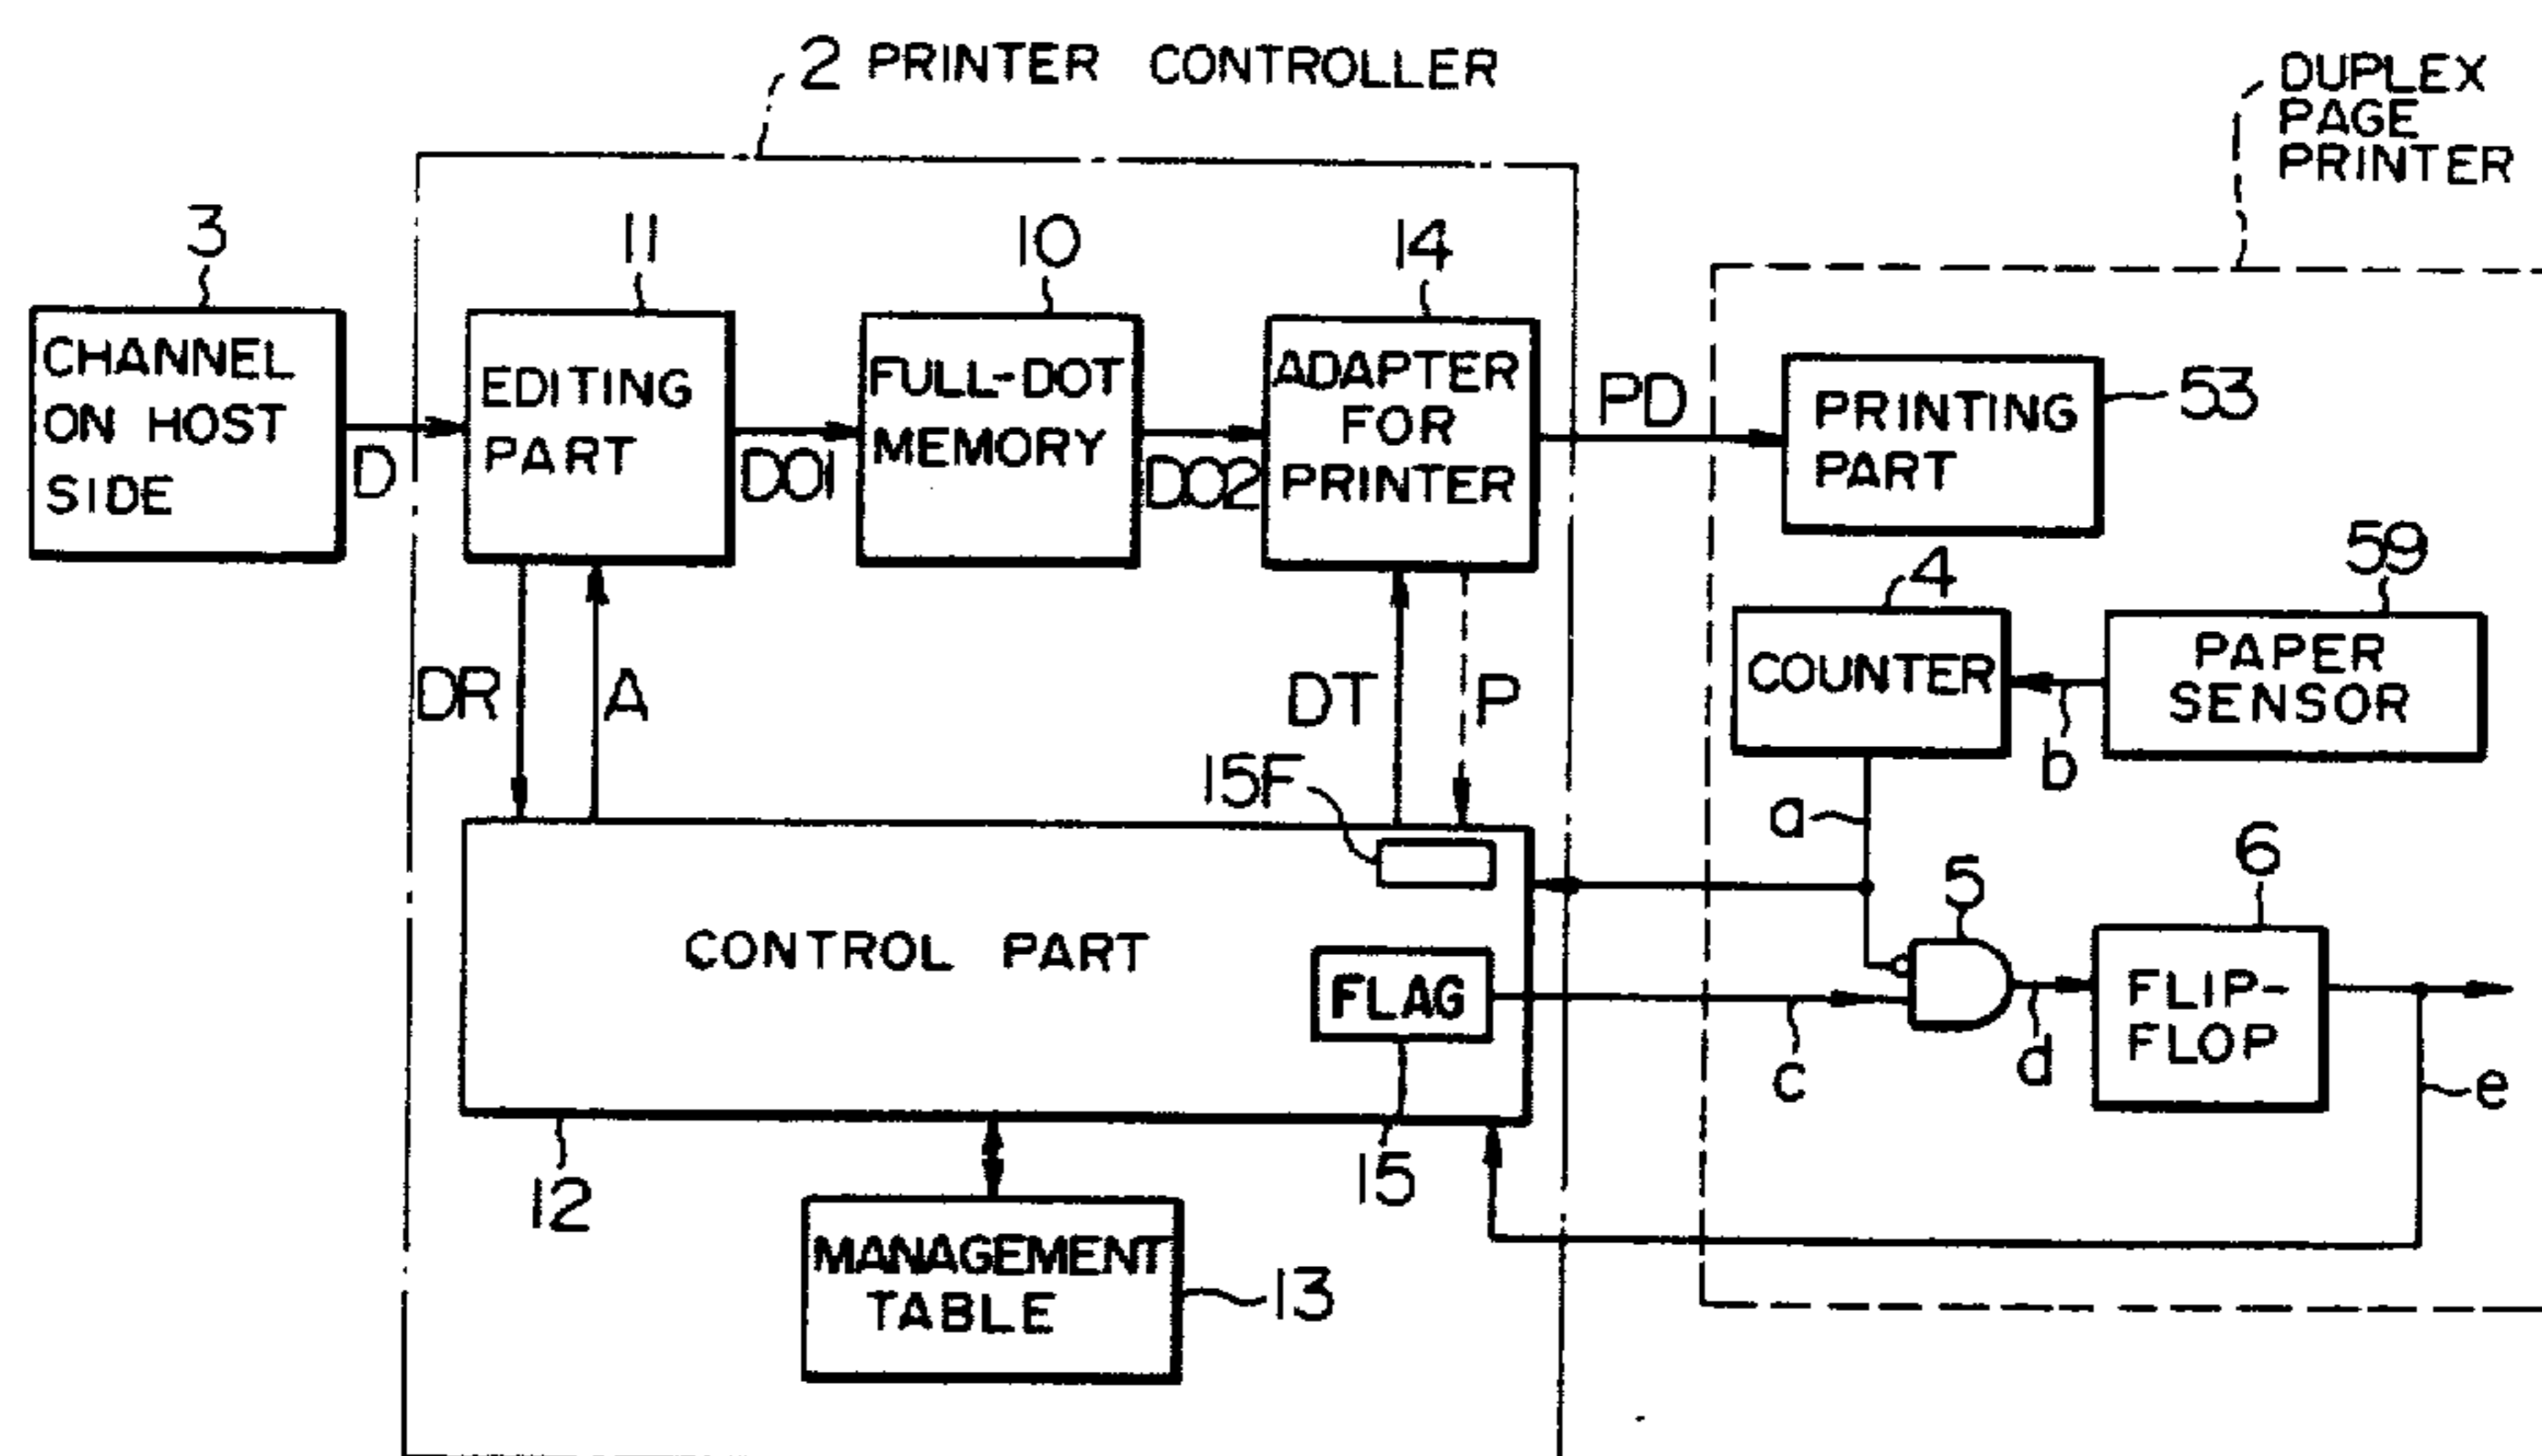 2 PRINTER CONTROLLER
DUPLEX
PAGE
PRINTER
3
11
10
14
CHANNEL
ON HOST
SIDE
D
EDITING
PART
DO1
FULL-DOT
MEMORY
DO2
ADAPTER
FOR
PRINTER
PD
PRINTING
PART
53
4
59
COUNTER
PAPER
SENSOR
b
DR
A
DT
P
15F
a
5
6
CONTROL PART
FLAG
c
d
FLIP-
FLOP
e
12
15
MANAGEMENT
TABLE
13